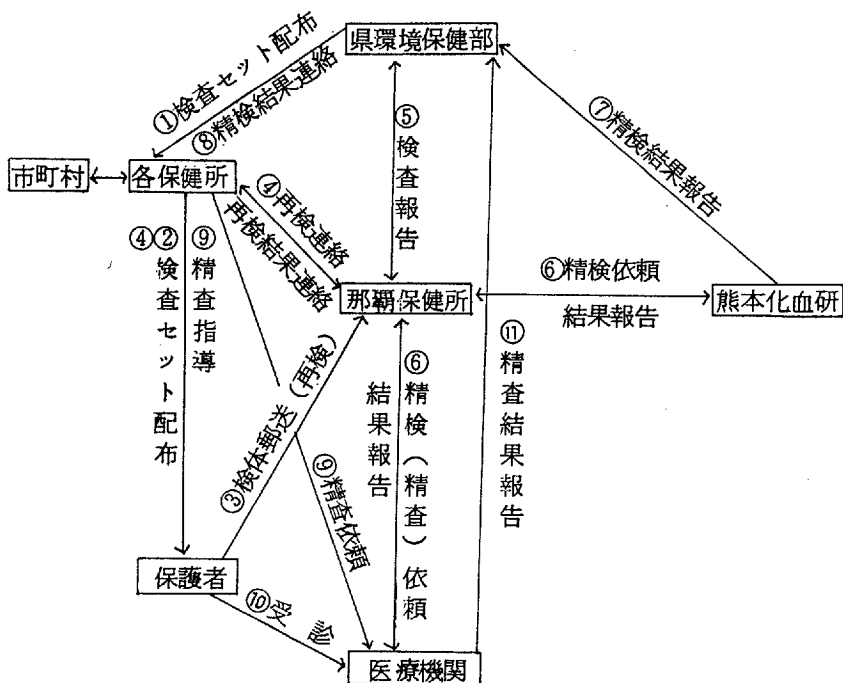 県環境保健部
①検査セット配布
⑧精検結果連絡
⑤検査報告
⑦精検結果報告
市町村
各保健所
④再検連絡
再検結果連絡
④②検査セット配布
⑨精査指導
那覇保健所
⑥精検依頼
結果報告
熊本化血研
③検体郵送(再検)
⑥精検(精査)依頼
結果報告
⑪精査結果報告
⑨精査依頼
保護者
⑩受診
医療機関